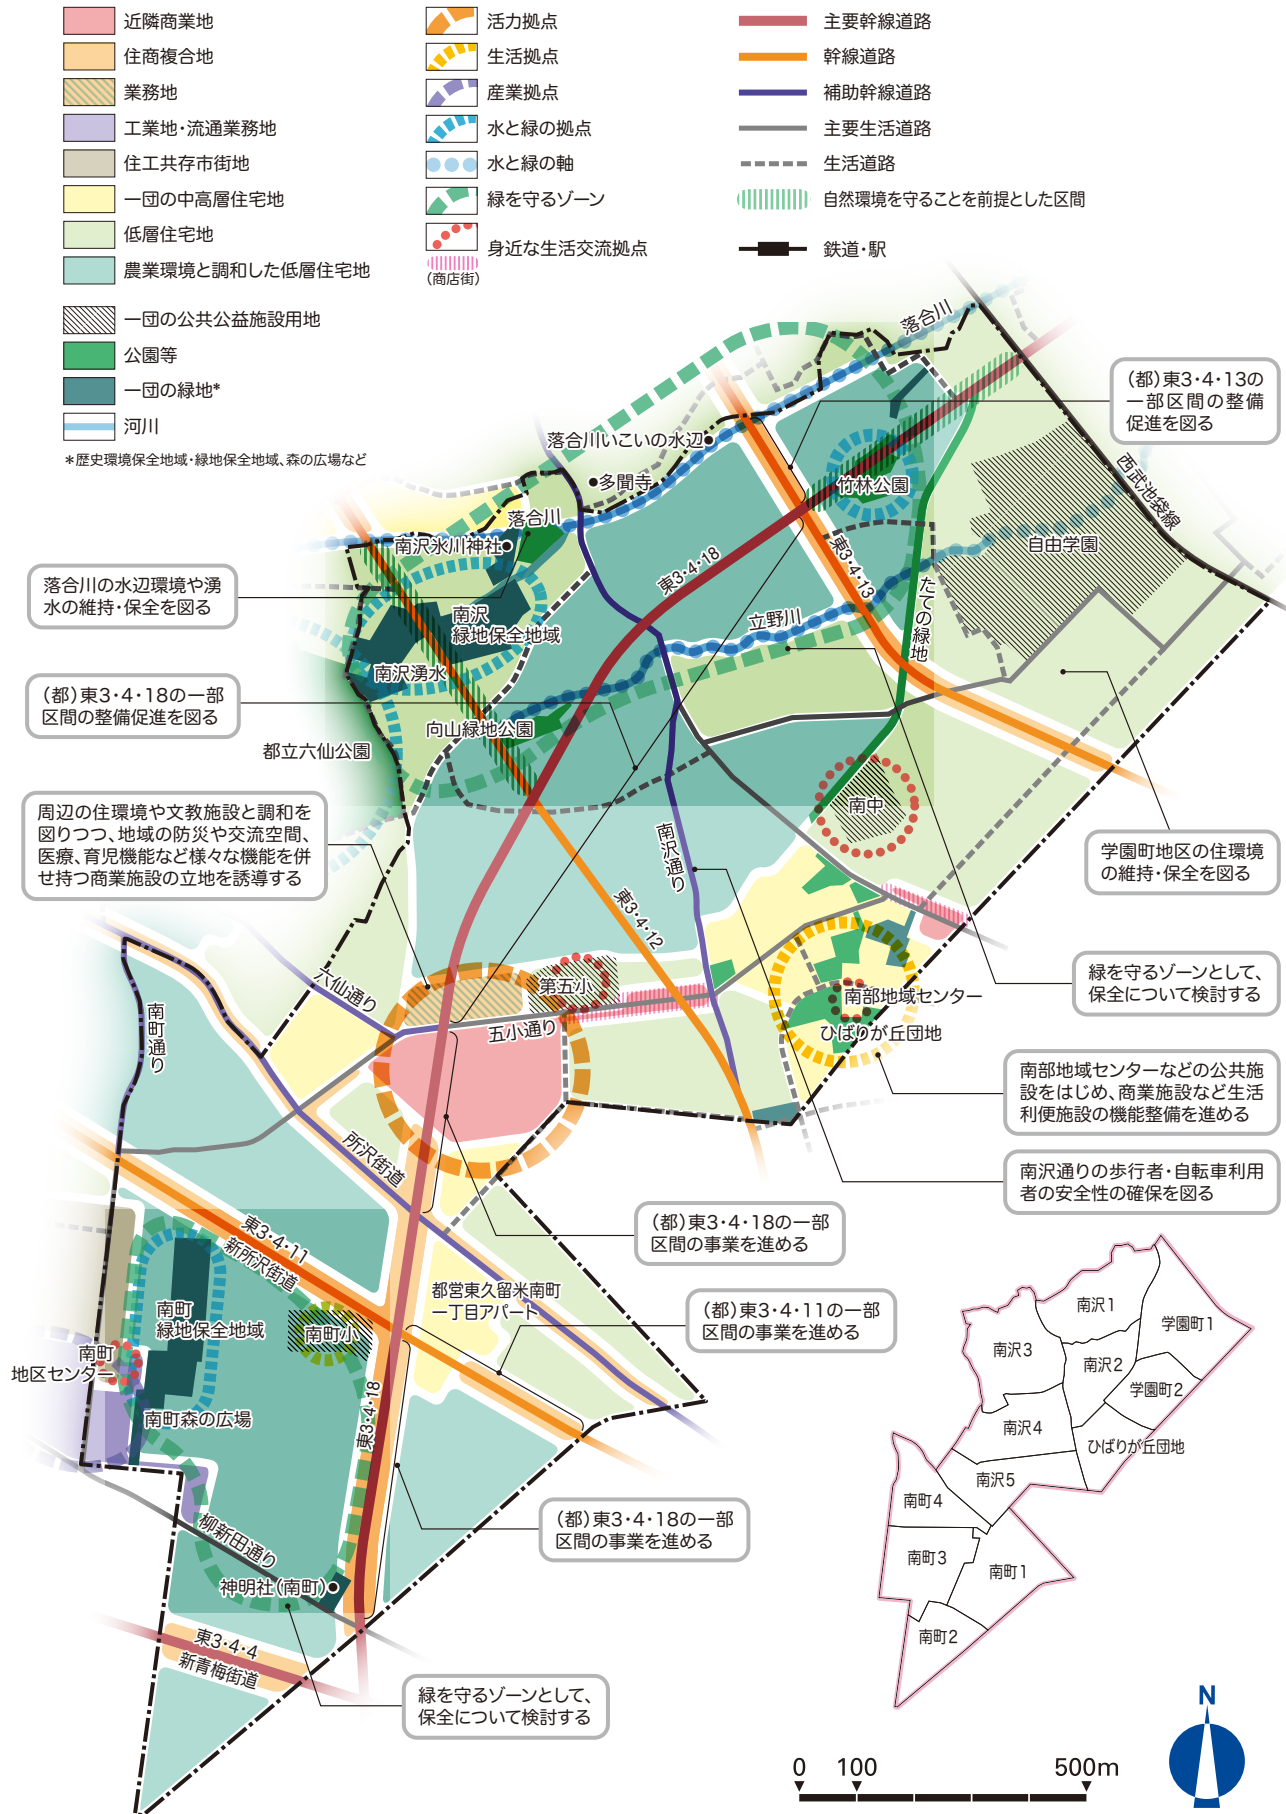 近隣商業地
住商複合地
業務地
工業地・流通業務地
住工共存市街地
一団の中高層住宅地
低層住宅地
農業環境と調和した低層住宅地
一団の公共公益施設用地
公園等
一団の緑地*
河川
*歴史環境保全地域・緑地保全地域、森の広場など
活力拠点
生活拠点
産業拠点
水と緑の拠点
水と緑の軸
緑を守るゾーン
身近な生活交流拠点
(商店街)
主要幹線道路
幹線道路
補助幹線道路
主要生活道路
生活道路
自然環境を守ることを前提とした区間
鉄道・駅
落合川
(都)東3・4・13の
一部区間の整備
促進を図る
落合川いこいの水辺
多聞寺
竹林公園
西武池袋線
落合川
南沢氷川神社
自由学園
東3・4・18
東3・4・13
たての緑地
落合川の水辺環境や湧
水の維持・保全を図る
南沢
緑地保全地域
立野川
南沢湧水
(都)東3・4・18の一部
区間の整備促進を図る
向山緑地公園
都立六仙公園
周辺の住環境や文教施設と調和を
図りつつ、地域の防災や交流空間、
医療、育児機能など様々な機能を併
せ持つ商業施設の立地を誘導する
南中
南沢通り
学園町地区の住環境
の維持・保全を図る
東3・4・12
緑を守るゾーンとして、
保全について検討する
六仙通り
第五小
南部地域センター
南町通り
五小通り
ひばりが丘団地
南部地域センターなどの公共施
設をはじめ、商業施設など生活
利便施設の機能整備を進める
所沢街道
南沢通りの歩行者・自転車利用
者の安全性の確保を図る
(都)東3・4・18の一部
区間の事業を進める
東3・4・11
新所沢街道
都営東久留米南町
一丁目アパート
(都)東3・4・11の一部
区間の事業を進める
南町
緑地保全地域
南町小
南町
地区センター
東3・4・18
南町森の広場
(都)東3・4・18の一部
区間の事業を進める
柳新田通り
神明社(南町)
東3・4・4
新青梅街道
緑を守るゾーンとして、
保全について検討する
南沢1
学園町1
南沢3
南沢2
学園町2
南沢4
ひばりが丘団地
南沢5
南町4
南町3
南町1
南町2
N
0 100 500m